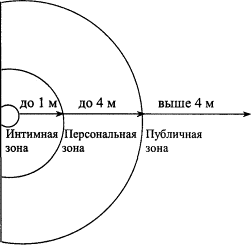 до 1 м до 4 м выше 4 м
Интимная Персональная Публичная
зона зона зона